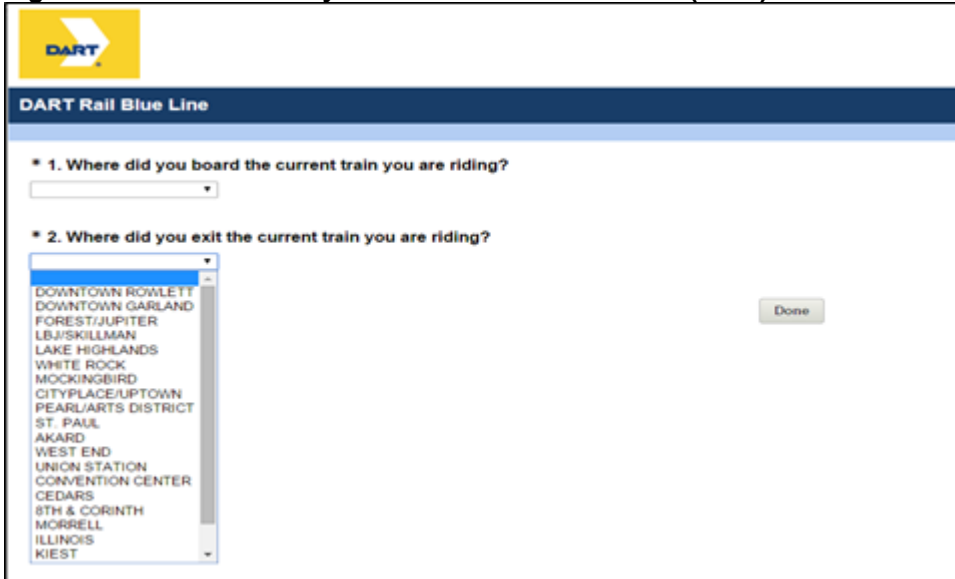 DART
DART Rail Blue Line
* 1. Where did you board the current train you are riding?
* 2. Where did you exit the current train you are riding?
DOWNTOWN ROWLETT
DOWNTOWN GARLAND
FOREST/JUPITER
LBJ/SKILLMAN
LAKE HIGHLANDS
WHITE ROCK
MOCKINGBIRD
CITYPLACE/UPTOWN
PEARL/ARTS DISTRICT
ST. PAUL
AKARD
WEST END
UNION STATION
CONVENTION CENTER
CEDARS
8TH & CORINTH
MORRELL
ILLINOIS
KIEST
Done